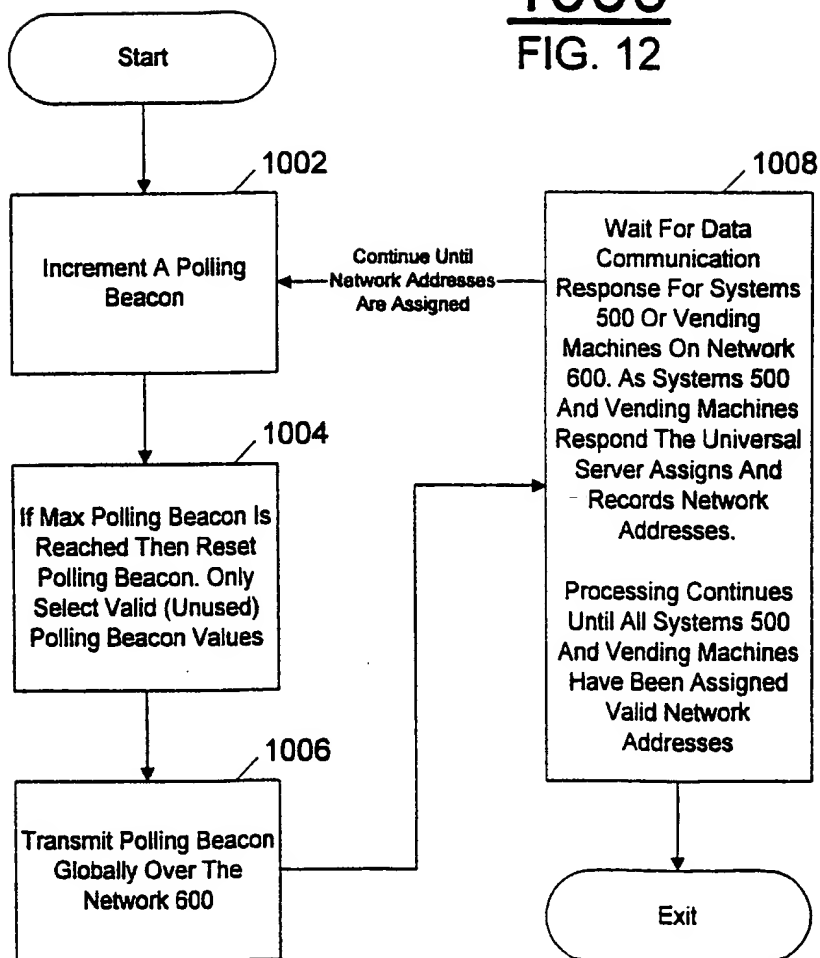 FIG. 12
Start
1002
Increment A Polling
Beacon
Continue Until
Network Addresses
Are Assigned
1004
If Max Polling Beacon Is
Reached Then Reset
Polling Beacon. Only
Select Valid (Unused)
Polling Beacon Values
1006
Transmit Polling Beacon
Globally Over The
Network 600
1008
Wait For Data
Communication
Response For Systems
500 Or Vending
Machines On Network
600. As Systems 500
And Vending Machines
Respond The Universal
Server Assigns And
Records Network
Addresses.
Processing Continues
Until All Systems 500
And Vending Machines
Have Been Assigned
Valid Network
Addresses
Exit